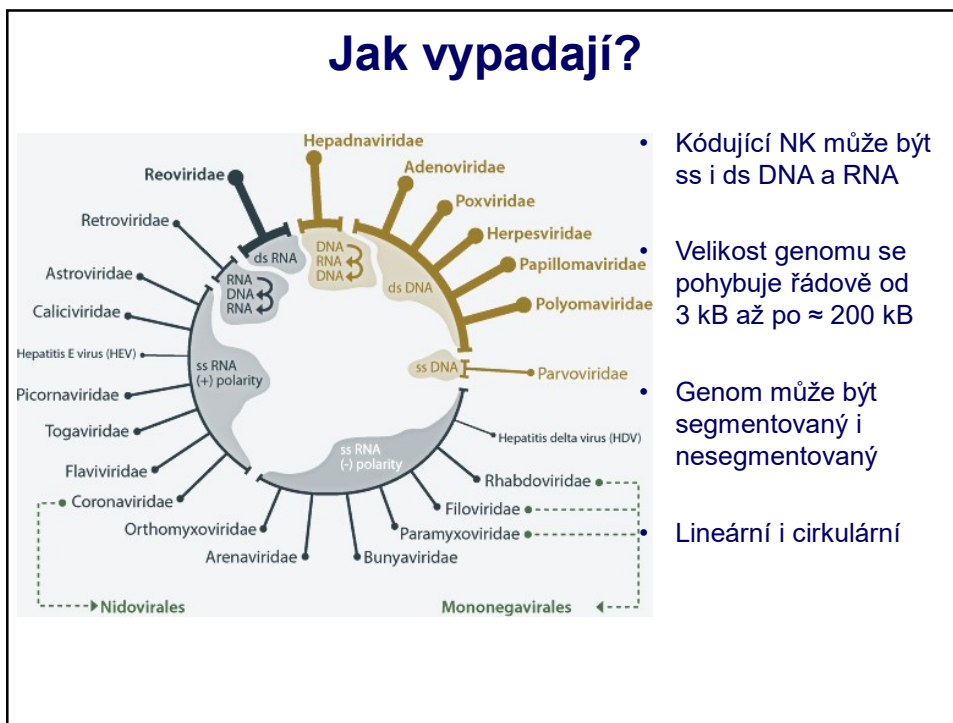 Jak vypadají?
Hepadnaviridae
Adenoviridae
Reoviridae
Poxviridae
Retroviridae
Herpesviridae
DNA
RNA
DNA
ds RNA
Papillomaviridae
Astroviridae
RNA
DNA
RNA
ds DNA
Polyomaviridae
Caliciviridae
Hepatitis E virus (HEV)
ss RNA
(+) polarity
ss DNA
Parvoviridae
Picornaviridae
Togaviridae
Hepatitis delta virus (HDV)
ss RNA
(-) polarity
Flaviviridae
Rhabdoviridae
Coronaviridae
Filoviridae
Orthomyxoviridae
Paramyxoviridae
Arenaviridae
Bunyaviridae
Nidovirales
Mononegavirales
• Kódující NK může být
ss i ds DNA a RNA
• Velikost genomu se
pohybuje řádově od
3 kB až po ≈ 200 kB
• Genom může být
segmentovaný i
nesegmentovaný
• Lineární i cirkulární